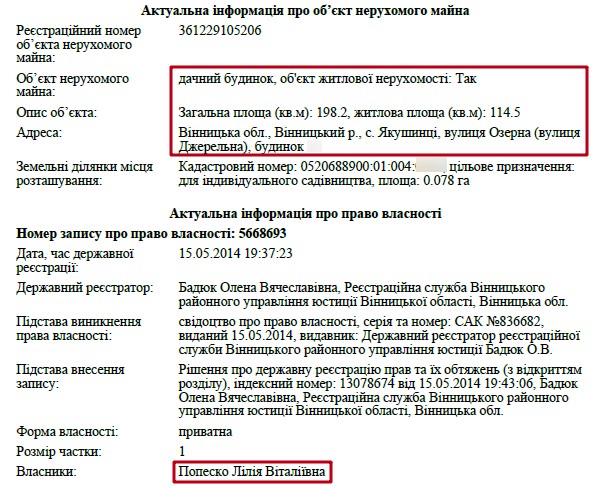 Актуальна інформація про об’єкт нерухомого майна
Реєстраційний номер 361229105206
об’єкта нерухомого
майна:
Об’єкт нерухомого дачний будинок, об'єкт житлової нерухомості: Так
майна:
Опис об’єкта: Загальна площа (кв.м): 198.2, житлова площа (кв.м): 114.5
Адреса: Вінницька обл., Вінницький р., с. Якушинці, вулиця Озерна (вулиця
Джерельна), будинок
Земельні ділянки місця Кадастровий номер: 0520688900:01:004: , цільове призначення:
розташування: для індивідуального садівництва, площа: 0.078 га
Актуальна інформація про право власності
Номер запису про право власності: 5668693
Дата, час державної 15.05.2014 19:37:23
реєстрації:
Державний реєстратор: Бадюк Олена Вячеславівна, Реєстраційна служба Вінницького
районного управління юстиції Вінницької області, Вінницька обл.
Підстава виникнення свідоцтво про право власності, серія та номер: САК №836682,
права власності: виданий 15.05.2014, видавник: Державний реєстратор реєстраційної
служби Вінницького районного управління юстиції Бадюк О.В.
Підстава внесення Рішення про державну реєстрацію прав та їх обтяжень (з відкриттям
запису: розділу), індексний номер: 13078674 від 15.05.2014 19:43:06, Бадюк
Олена Вячеславівна, Реєстраційна служба Вінницького районного
управління юстиції Вінницької області, Вінницька обл.
Форма власності: приватна
Розмір частки: 1
Власники: Попеско Лілія Віталіївна